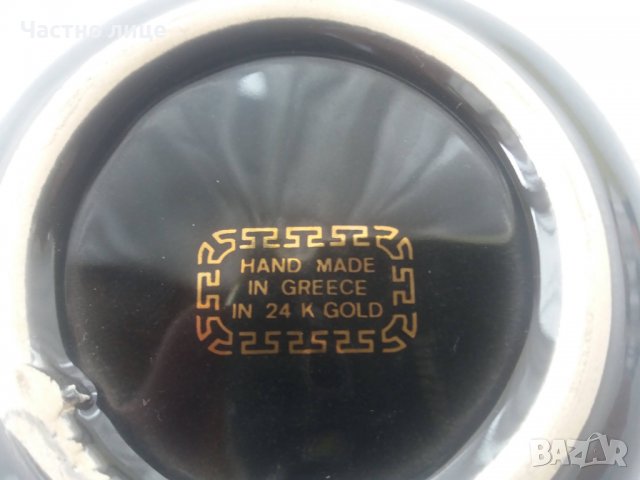 Частно лице
HAND MADE
IN GREECE
IN 24 K GOLD
BAZAR